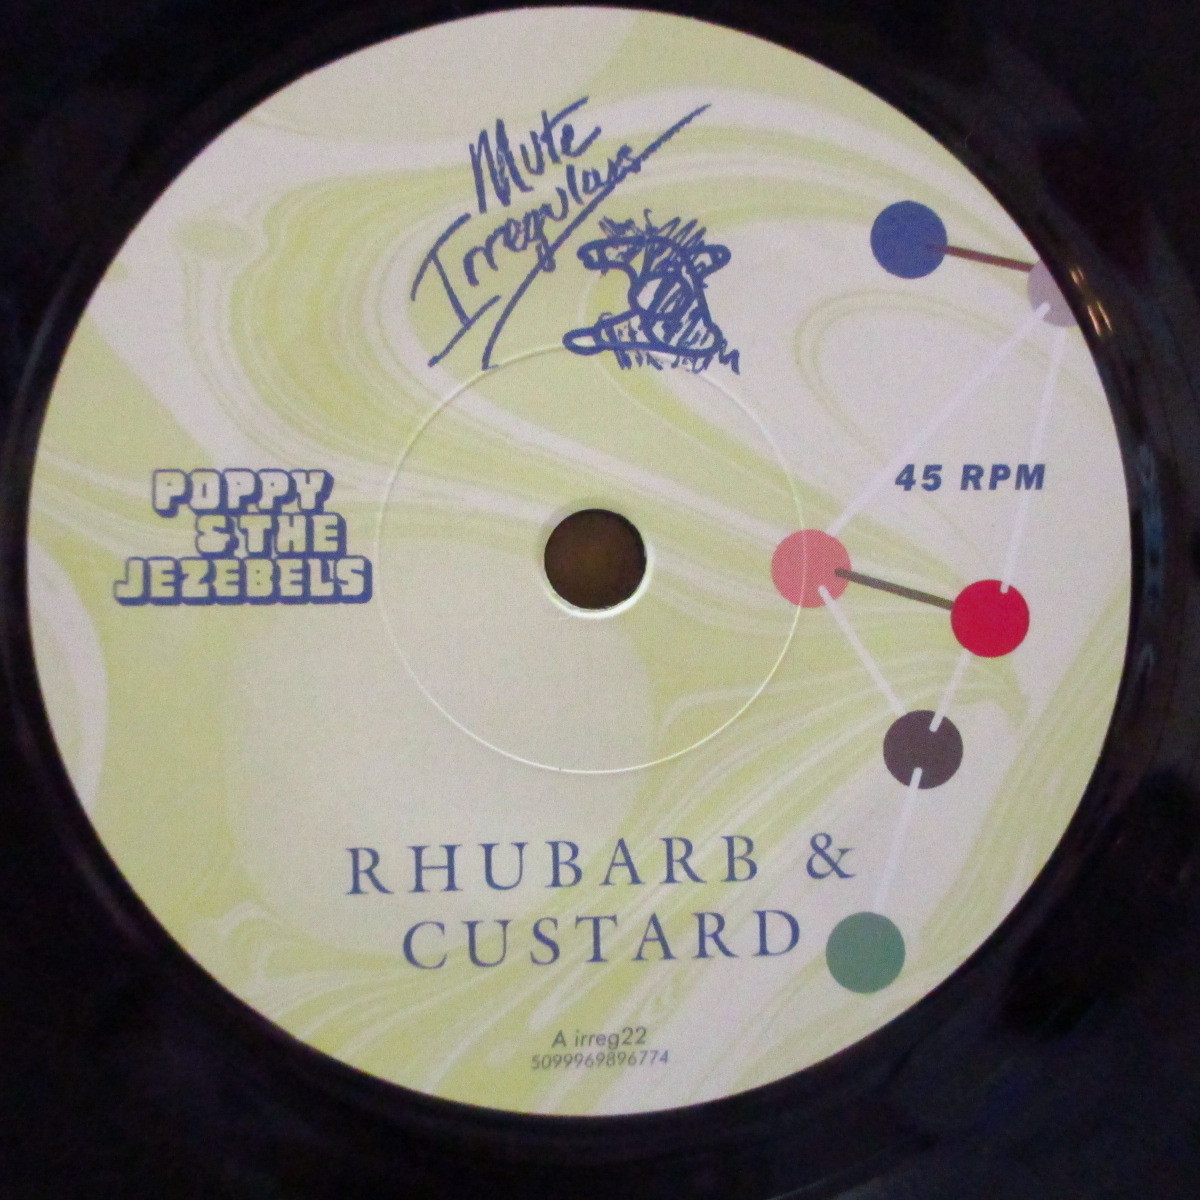 Mute
Irregulars
45 RPM
POPPY
& THE
JEZEBELS
RHUBARB &
CUSTARD
A irreg22
5099969896774